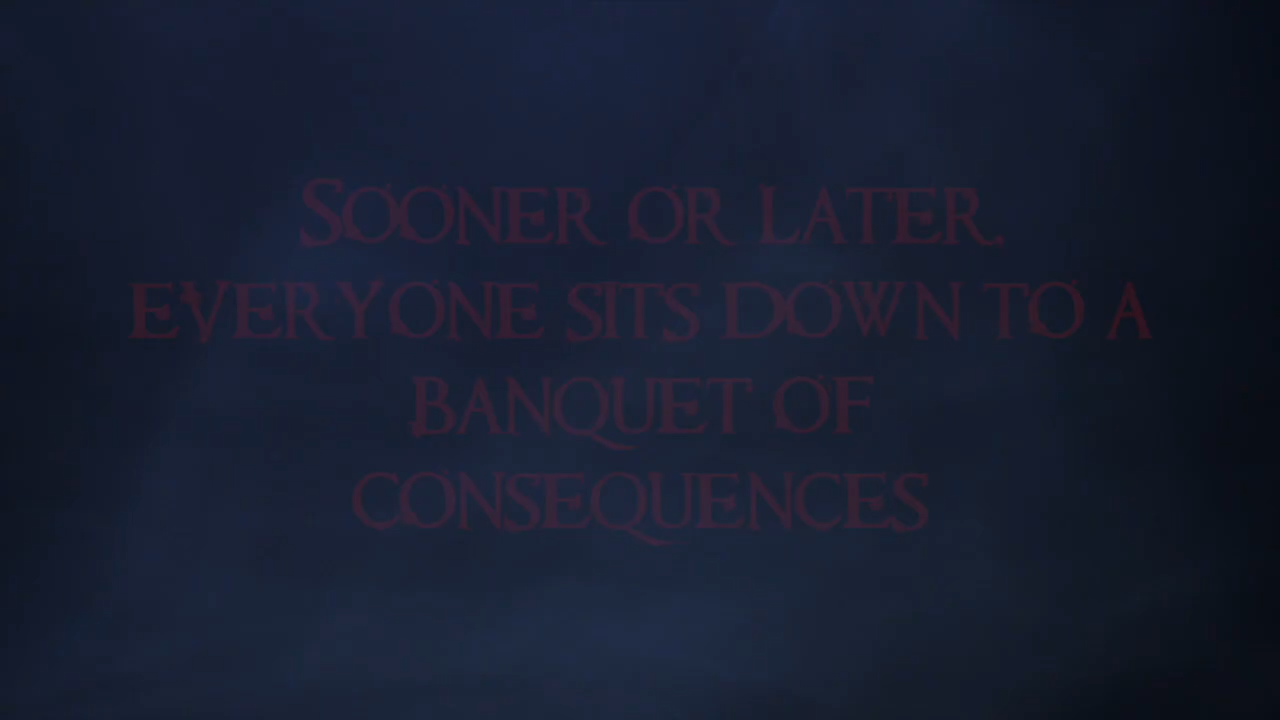 Sooner or later,
everyone sits down to a
banquet of
consequences